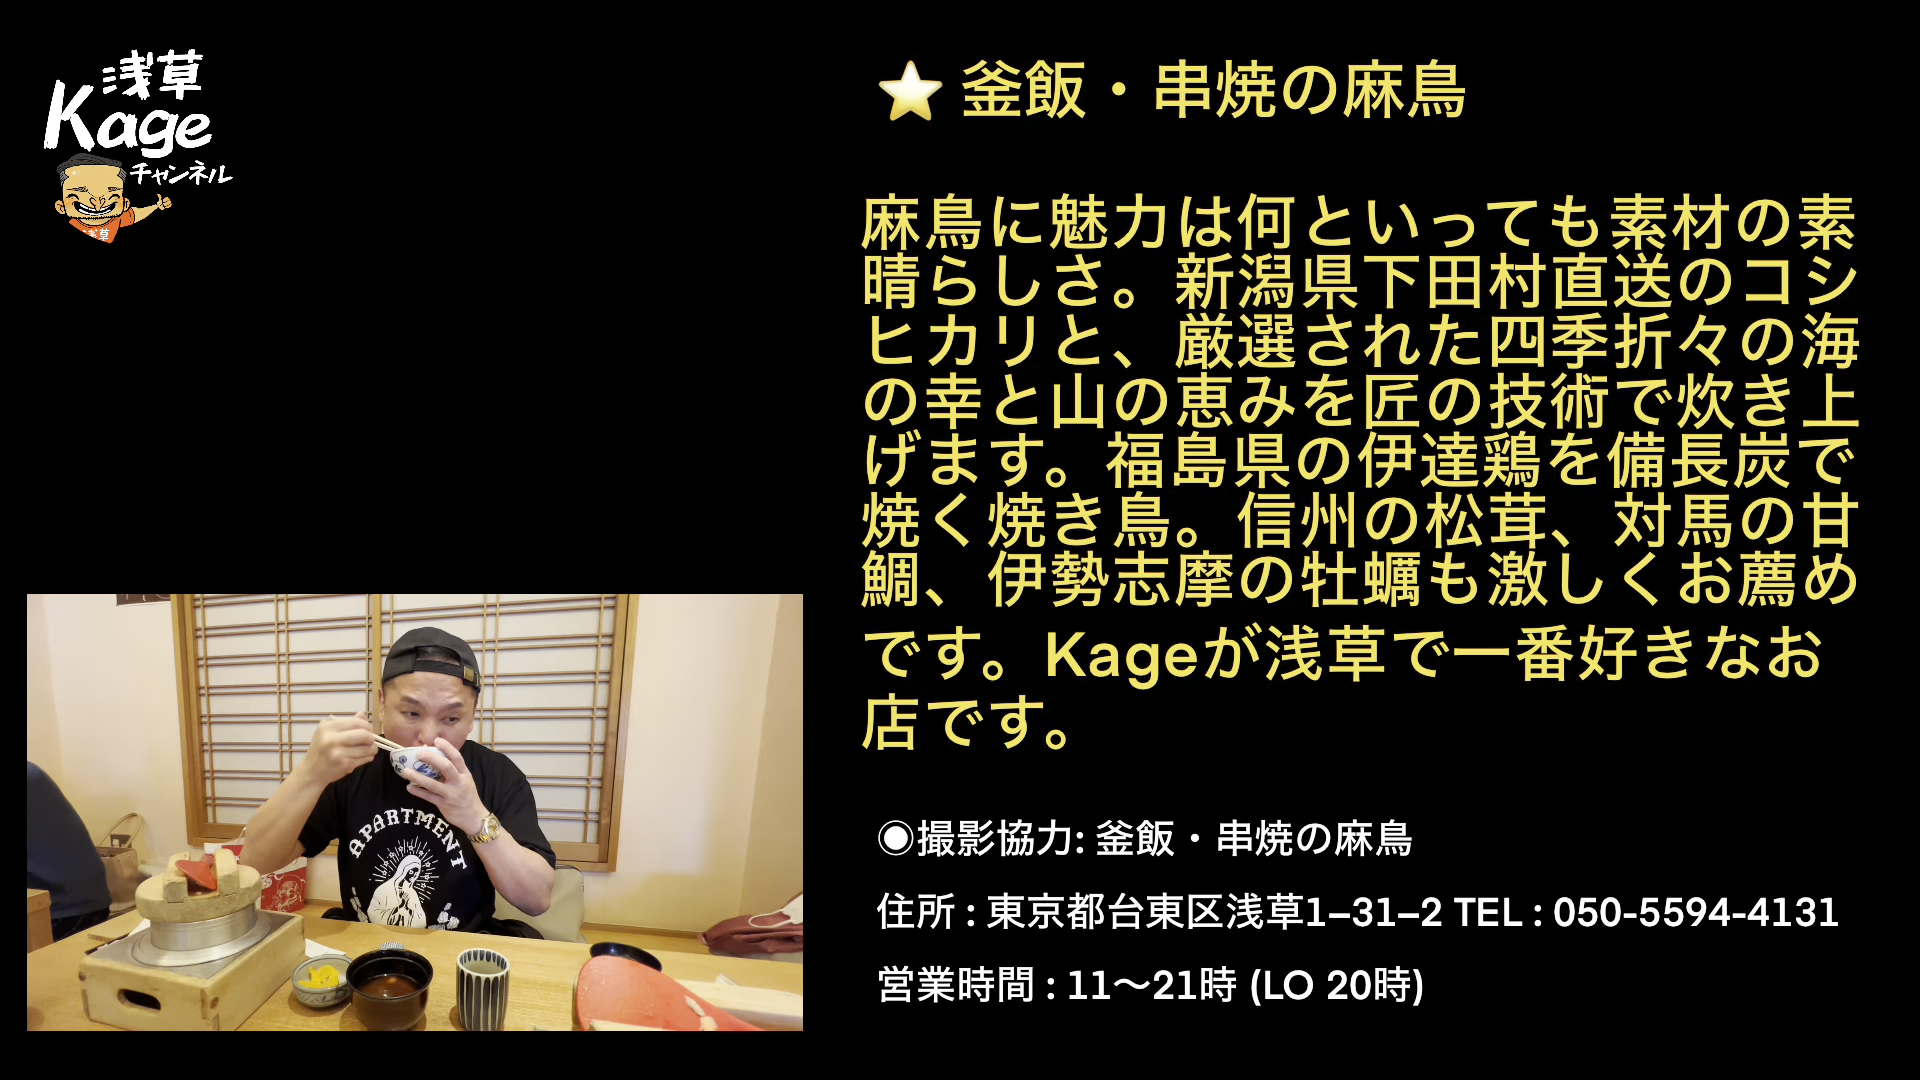 浅草
Kage
チャンネル
浅草
⭐ 釜飯・串焼の麻鳥
麻鳥に魅力は何といっても素材の素
晴らしさ。新潟県下田村直送のコシ
ヒカリと、厳選された四季折々の海
の幸と山の恵みを匠の技術で炊き上
げます。福島県の伊達鶏を備長炭で
焼く焼き鳥。信州の松茸、対馬の甘
鯛、伊勢志摩の牡蠣も激しくお薦め
です。Kageが浅草で一番好きなお
店です。
◉撮影協力: 釜飯・串焼の麻鳥
住所 : 東京都台東区浅草1–31–2 TEL : 050-5594-4131
営業時間 : 11〜21時 (LO 20時)
APARTMENT